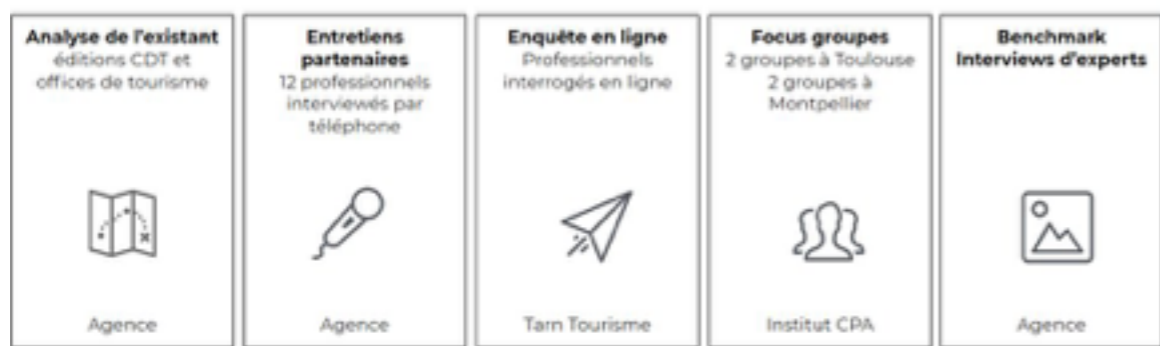 Analyse de l'existant
éditions CDT et
offices de tourisme
Agence
Entretiens
partenaires
12 professionnels
interviewés par
téléphone
Agence
Enquête en ligne
Professionnels
interrogés en ligne
Tarn Tourisme
Focus groupes
2 groupes à Toulouse
2 groupes à
Montpellier
Institut CPA
Benchmark
Interviews d'experts
Agence